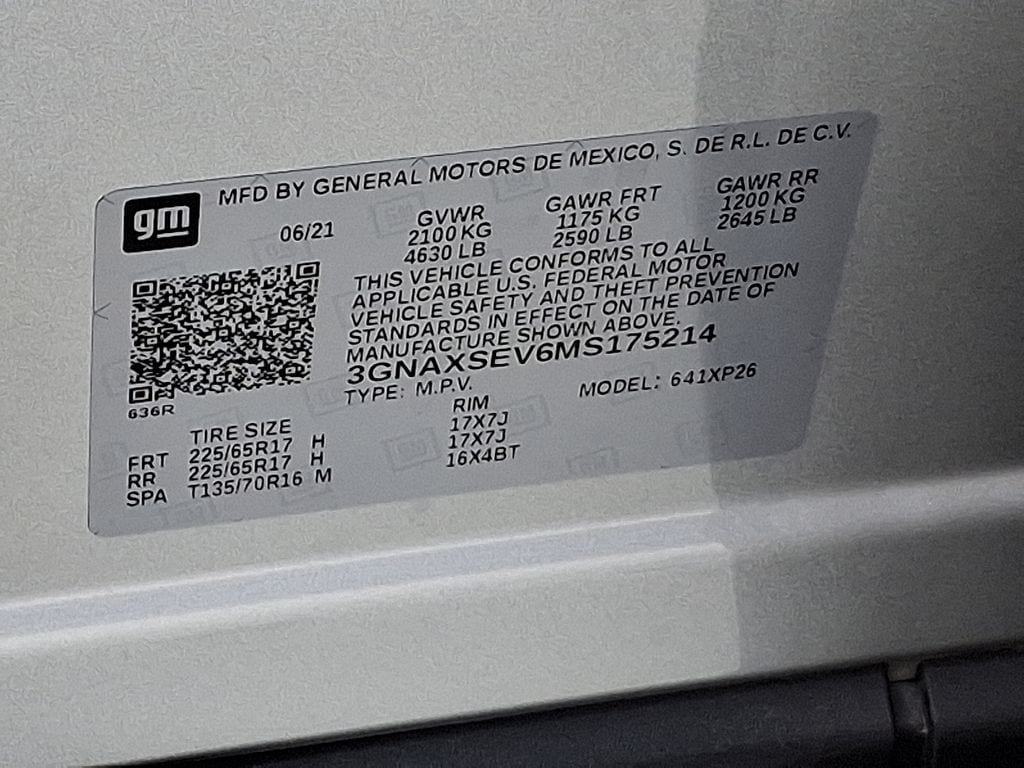 gm
MFD BY GENERAL MOTORS DE MEXICO, S. DE R.L. DE C.V.
06/21
GVWR
2100 KG
4630 LB
GAWR FRT
1175 KG
2590 LB
GAWR RR
1200 KG
2645 LB
THIS VEHICLE CONFORMS TO ALL
APPLICABLE U.S. FEDERAL MOTOR
VEHICLE SAFETY AND THEFT PREVENTION
STANDARDS IN EFFECT ON THE DATE OF
MANUFACTURE SHOWN ABOVE.
3GNAXSEV6MS175214
TYPE: M.P.V. MODEL: 641XP26
636R
TIRE SIZE RIM
FRT 225/65R17 H 17X7J
RR 225/65R17 H 17X7J
SPA T135/70R16 M 16X4BT